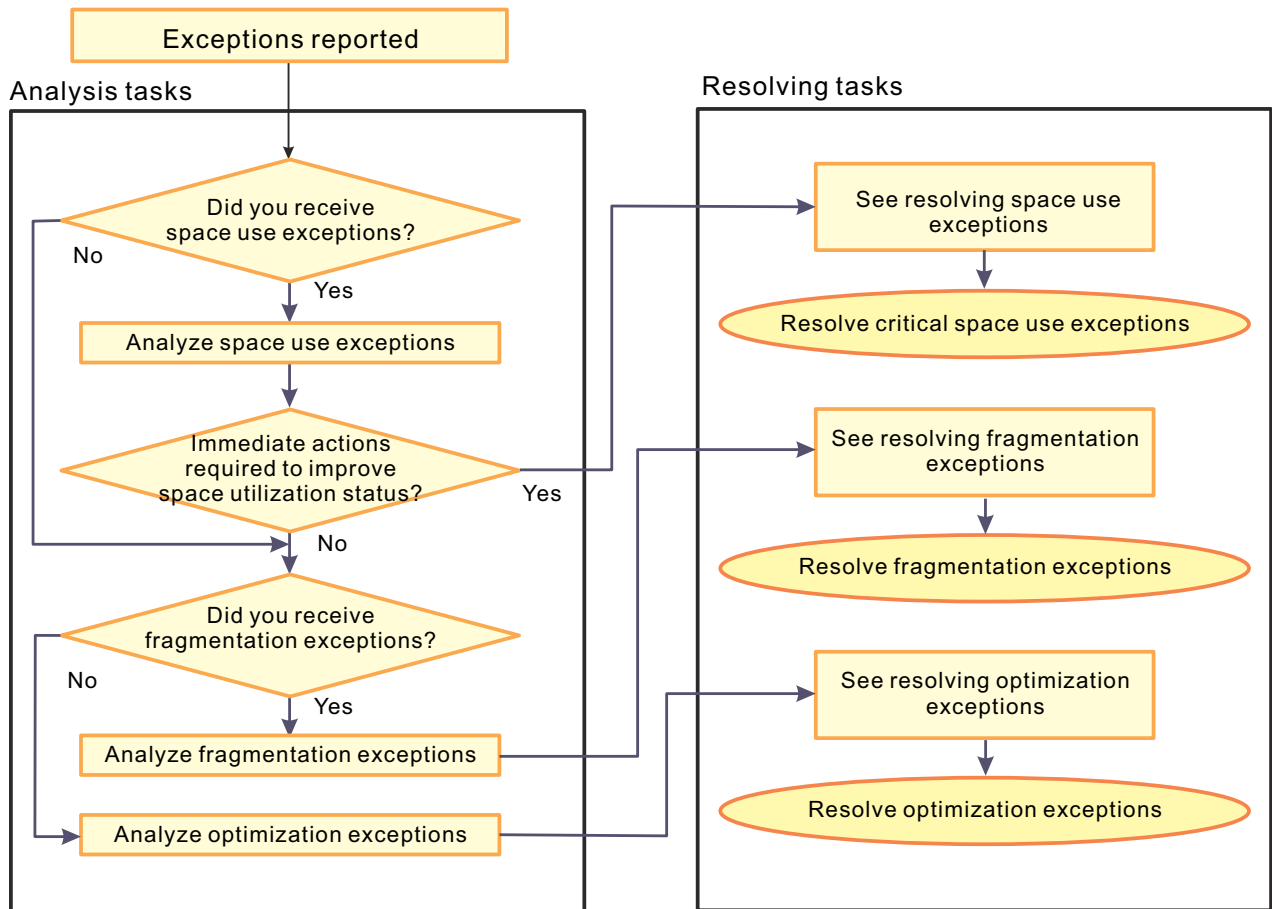 Exceptions reported
Analysis tasks
Did you receive
space use exceptions?
No
Yes
Analyze space use exceptions
Immediate actions
required to improve
space utilization status?
Yes
No
Did you receive
fragmentation exceptions?
No
Yes
Analyze fragmentation exceptions
Analyze optimization exceptions
Resolving tasks
See resolving space use
exceptions
Resolve critical space use exceptions
See resolving fragmentation
exceptions
Resolve fragmentation exceptions
See resolving optimization
exceptions
Resolve optimization exceptions